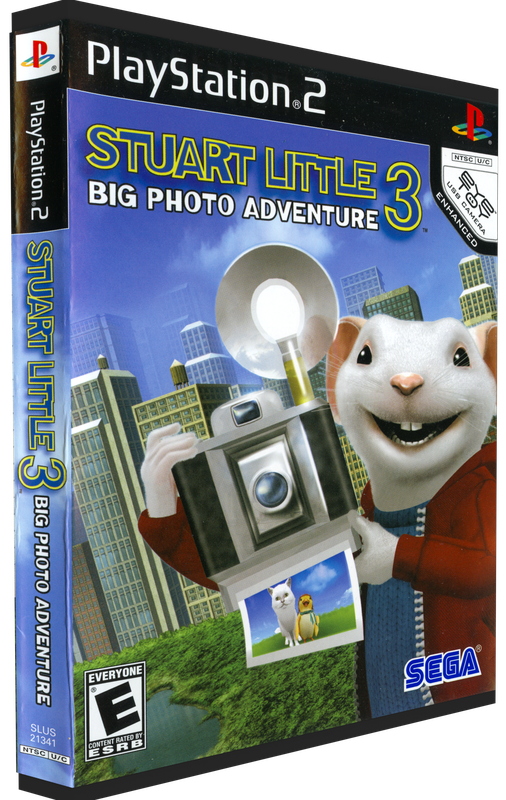 PlayStation®2
STUART LITTLE 3
BIG PHOTO ADVENTURE
SLUS
21341
NTSC U/C
PlayStation®2
NTSC U/C
EYE
TOY
USB CAMERA
ENHANCED
STUART LITTLE 3™
BIG PHOTO ADVENTURE
SEGA®
EVERYONE
E
CONTENT RATED BY
ESRB